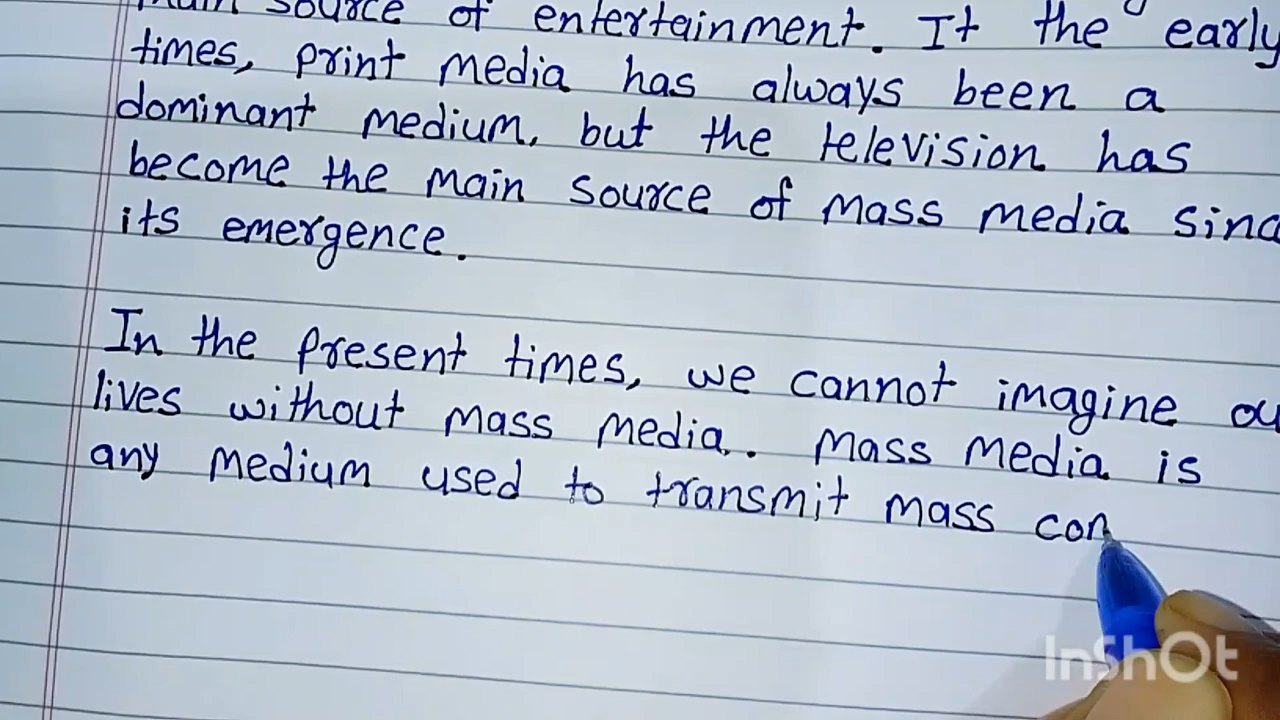 main source of entertainment. It the early
times, print media has always been a
dominant medium, but the television has
become the main source of mass media sinc
its emergence.
In the present times, we cannot imagine ou
lives without mass media. Mass media is
any medium used to transmit mass com
InShOt